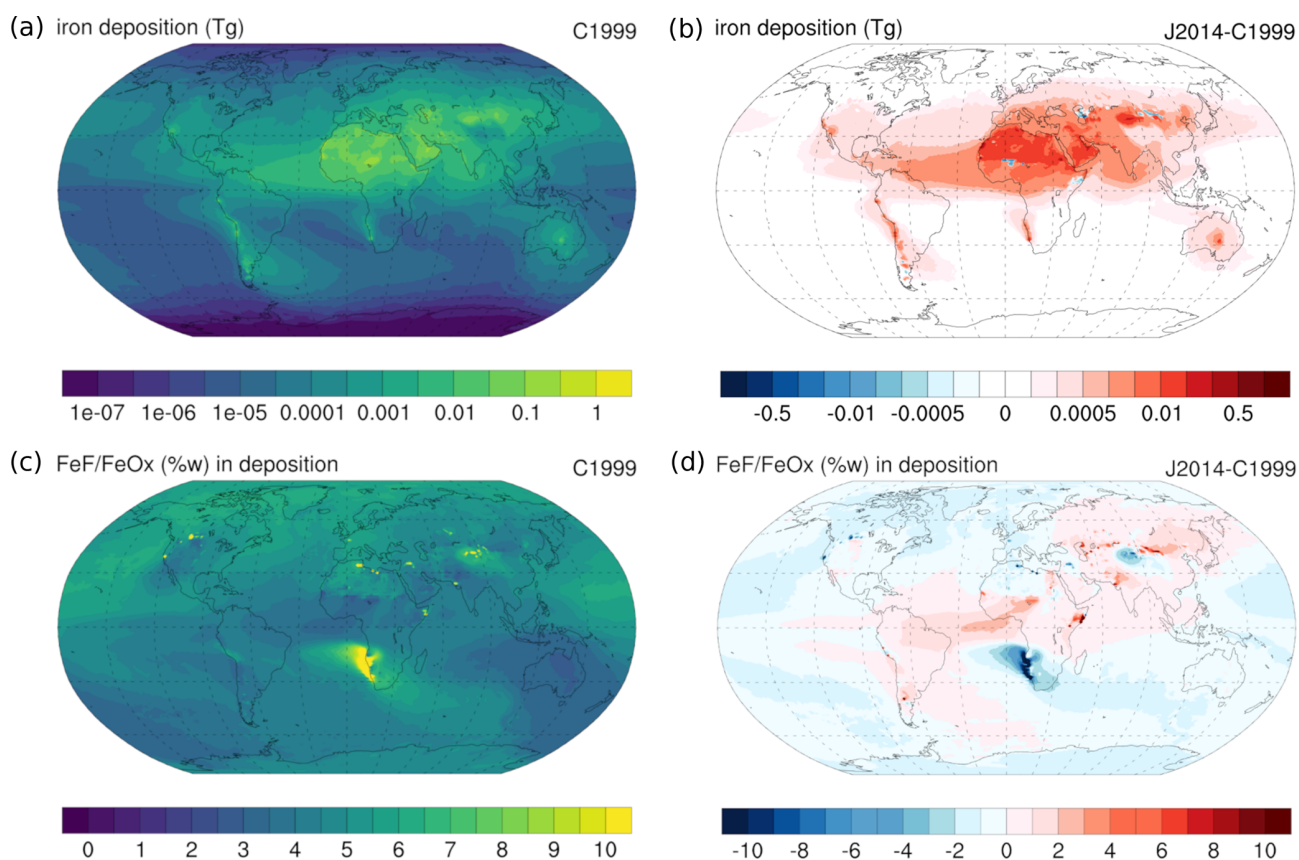 (a) iron deposition (Tg) C1999
(b) iron deposition (Tg) J2014-C1999
1e-07 1e-06 1e-05 0.0001 0.001 0.01 0.1 1
-0.5 -0.01 -0.0005 0 0.0005 0.01 0.5
(c) FeF/FeOx (%w) in deposition C1999
(d) FeF/FeOx (%w) in deposition J2014-C1999
0 1 2 3 4 5 6 7 8 9 10
-10 -8 -6 -4 -2 0 2 4 6 8 10